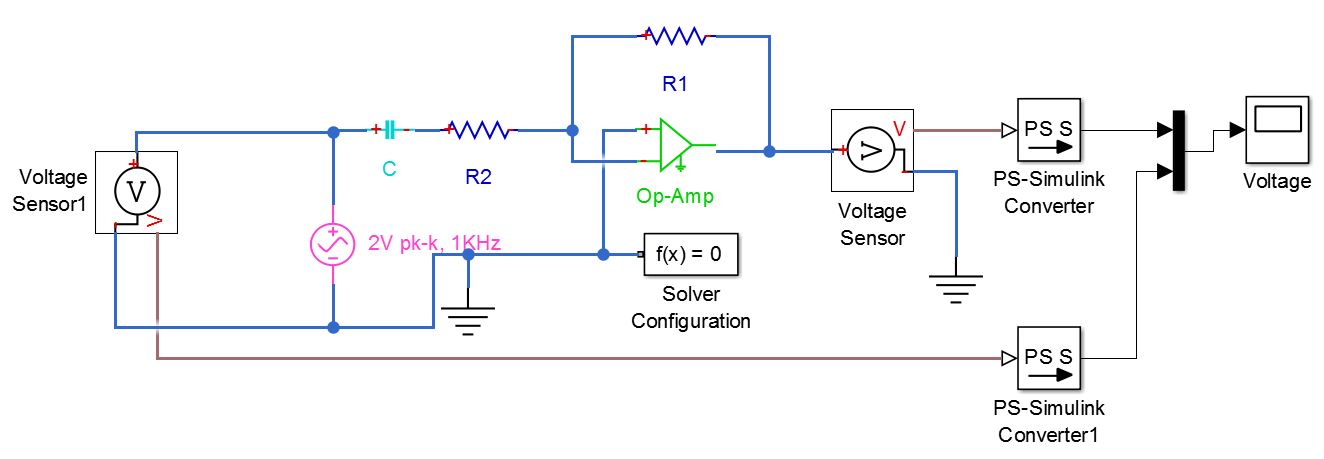 R1
V
PS S
Voltage
Sensor1
V
V
C
R2
Op-Amp
V
PS-Simulink
Converter
Voltage
Voltage
Sensor
2V pk-k, 1KHz
f(x) = 0
Solver
Configuration
PS S
PS-Simulink
Converter1